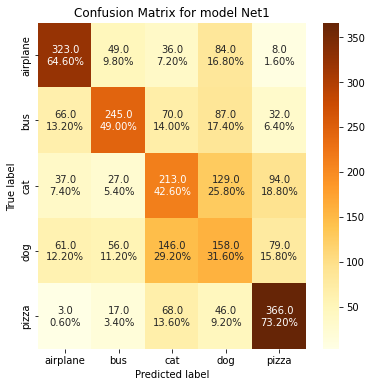 Confusion Matrix for model Net1
airplane
323.0 49.0 36.0 84.0 8.0
64.60% 9.80% 7.20% 16.80% 1.60%
350
300
bus
66.0 245.0 70.0 87.0 32.0
13.20% 49.00% 14.00% 17.40% 6.40%
250
True label
cat
37.0 27.0 213.0 129.0 94.0
7.40% 5.40% 42.60% 25.80% 18.80%
200
150
dog
61.0 56.0 146.0 158.0 79.0
12.20% 11.20% 29.20% 31.60% 15.80%
100
pizza
3.0 17.0 68.0 46.0 366.0
0.60% 3.40% 13.60% 9.20% 73.20%
50
airplane bus cat dog pizza
Predicted label